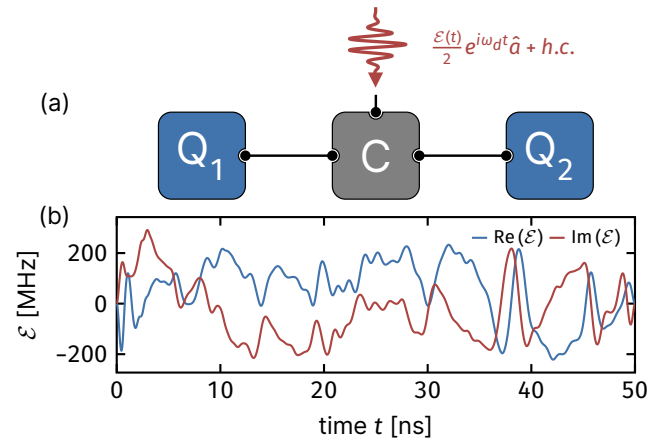 ℰ(t)/2 e^{iω_d t} â + h.c.
(a)
Q₁ C Q₂
(b)
Re(ℰ) Im(ℰ)
ℰ [MHz]
200
0
−200
0 10 20 30 40 50
time t [ns]